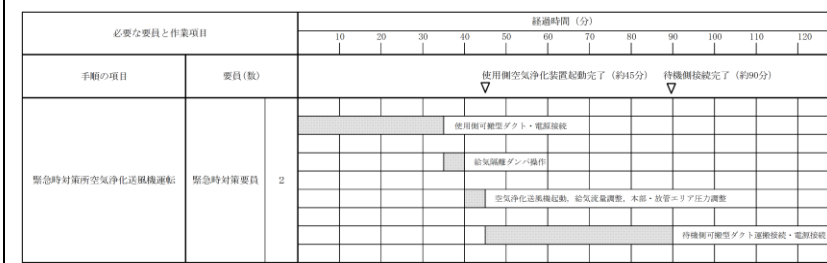 必要な要員と作業項目
経過時間（分）
10 20 30 40 50 60 70 80 90 100 110 120
手順の項目
要員(数)
使用側空気浄化装置起動完了（約45分）
待機側接続完了（約90分）
▽ ▽
緊急時対策所空気浄化送風機運転
緊急時対策要員
2
使用側可搬型ダクト・電源接続
給気隔離ダンパ操作
空気浄化送風機起動，給気流量調整，本部・放管エリア圧力調整
待機側可搬型ダクト運搬接続・電源接続